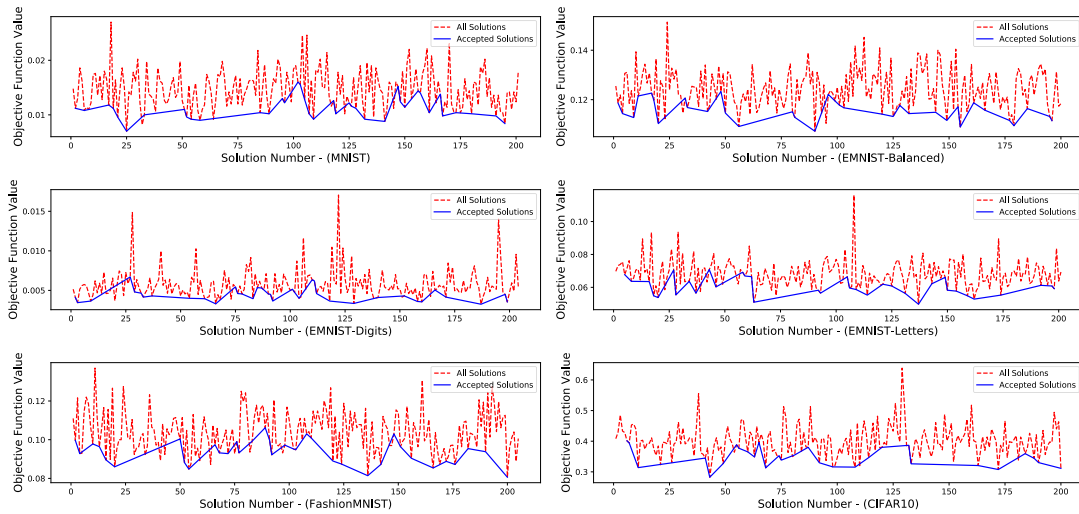 Objective Function Value
0.02
0.01
All Solutions
Accepted Solutions
0 25 50 75 100 125 150 175 200
Solution Number - (MNIST)
Objective Function Value
0.14
0.12
All Solutions
Accepted Solutions
0 25 50 75 100 125 150 175 200
Solution Number - (EMNIST-Balanced)
Objective Function Value
0.015
0.010
0.005
All Solutions
Accepted Solutions
0 25 50 75 100 125 150 175 200
Solution Number - (EMNIST-Digits)
Objective Function Value
0.10
0.08
0.06
All Solutions
Accepted Solutions
0 25 50 75 100 125 150 175 200
Solution Number - (EMNIST-Letters)
Objective Function Value
0.12
0.10
0.08
All Solutions
Accepted Solutions
0 25 50 75 100 125 150 175 200
Solution Number - (FashionMNIST)
Objective Function Value
0.6
0.5
0.4
0.3
All Solutions
Accepted Solutions
0 25 50 75 100 125 150 175 200
Solution Number - (CIFAR10)